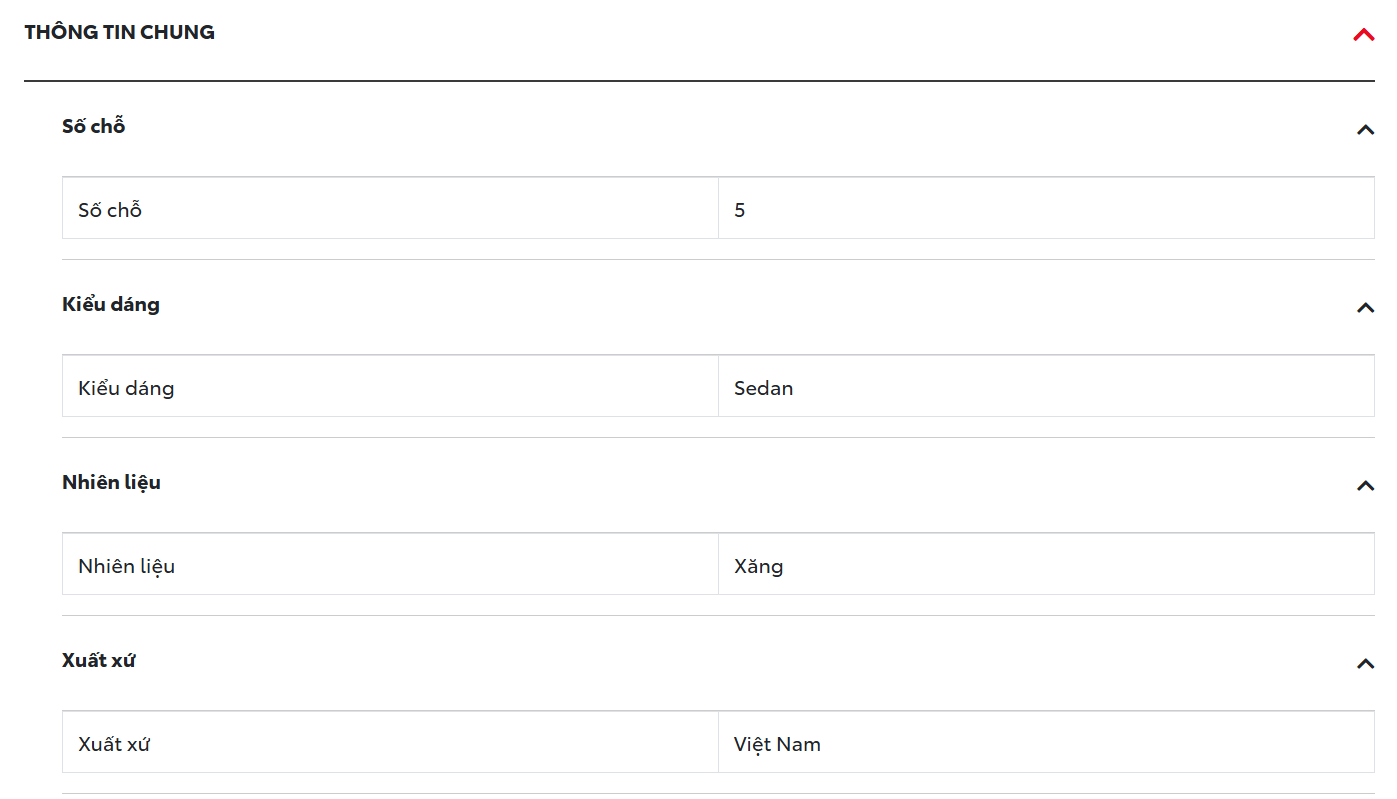 THÔNG TIN CHUNG
Số chỗ
Số chỗ 5
Kiểu dáng
Kiểu dáng Sedan
Nhiên liệu
Nhiên liệu Xăng
Xuất xứ
Xuất xứ Việt Nam